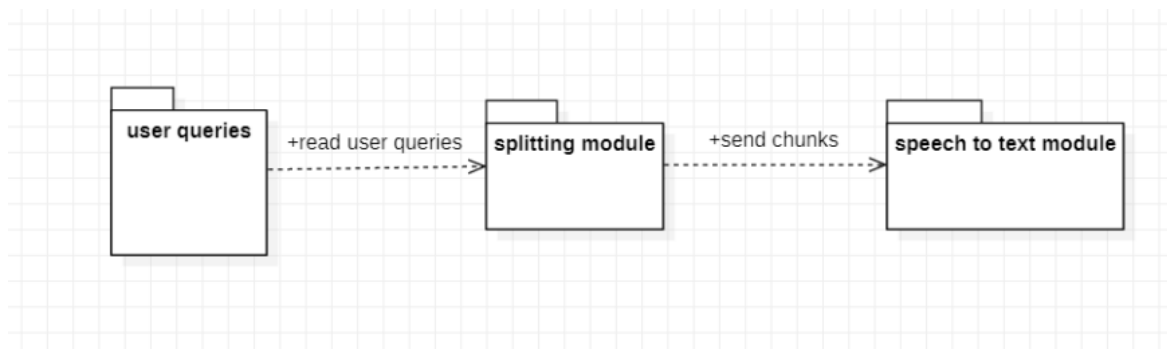 user queries
+read user queries
splitting module
+send chunks
speech to text module